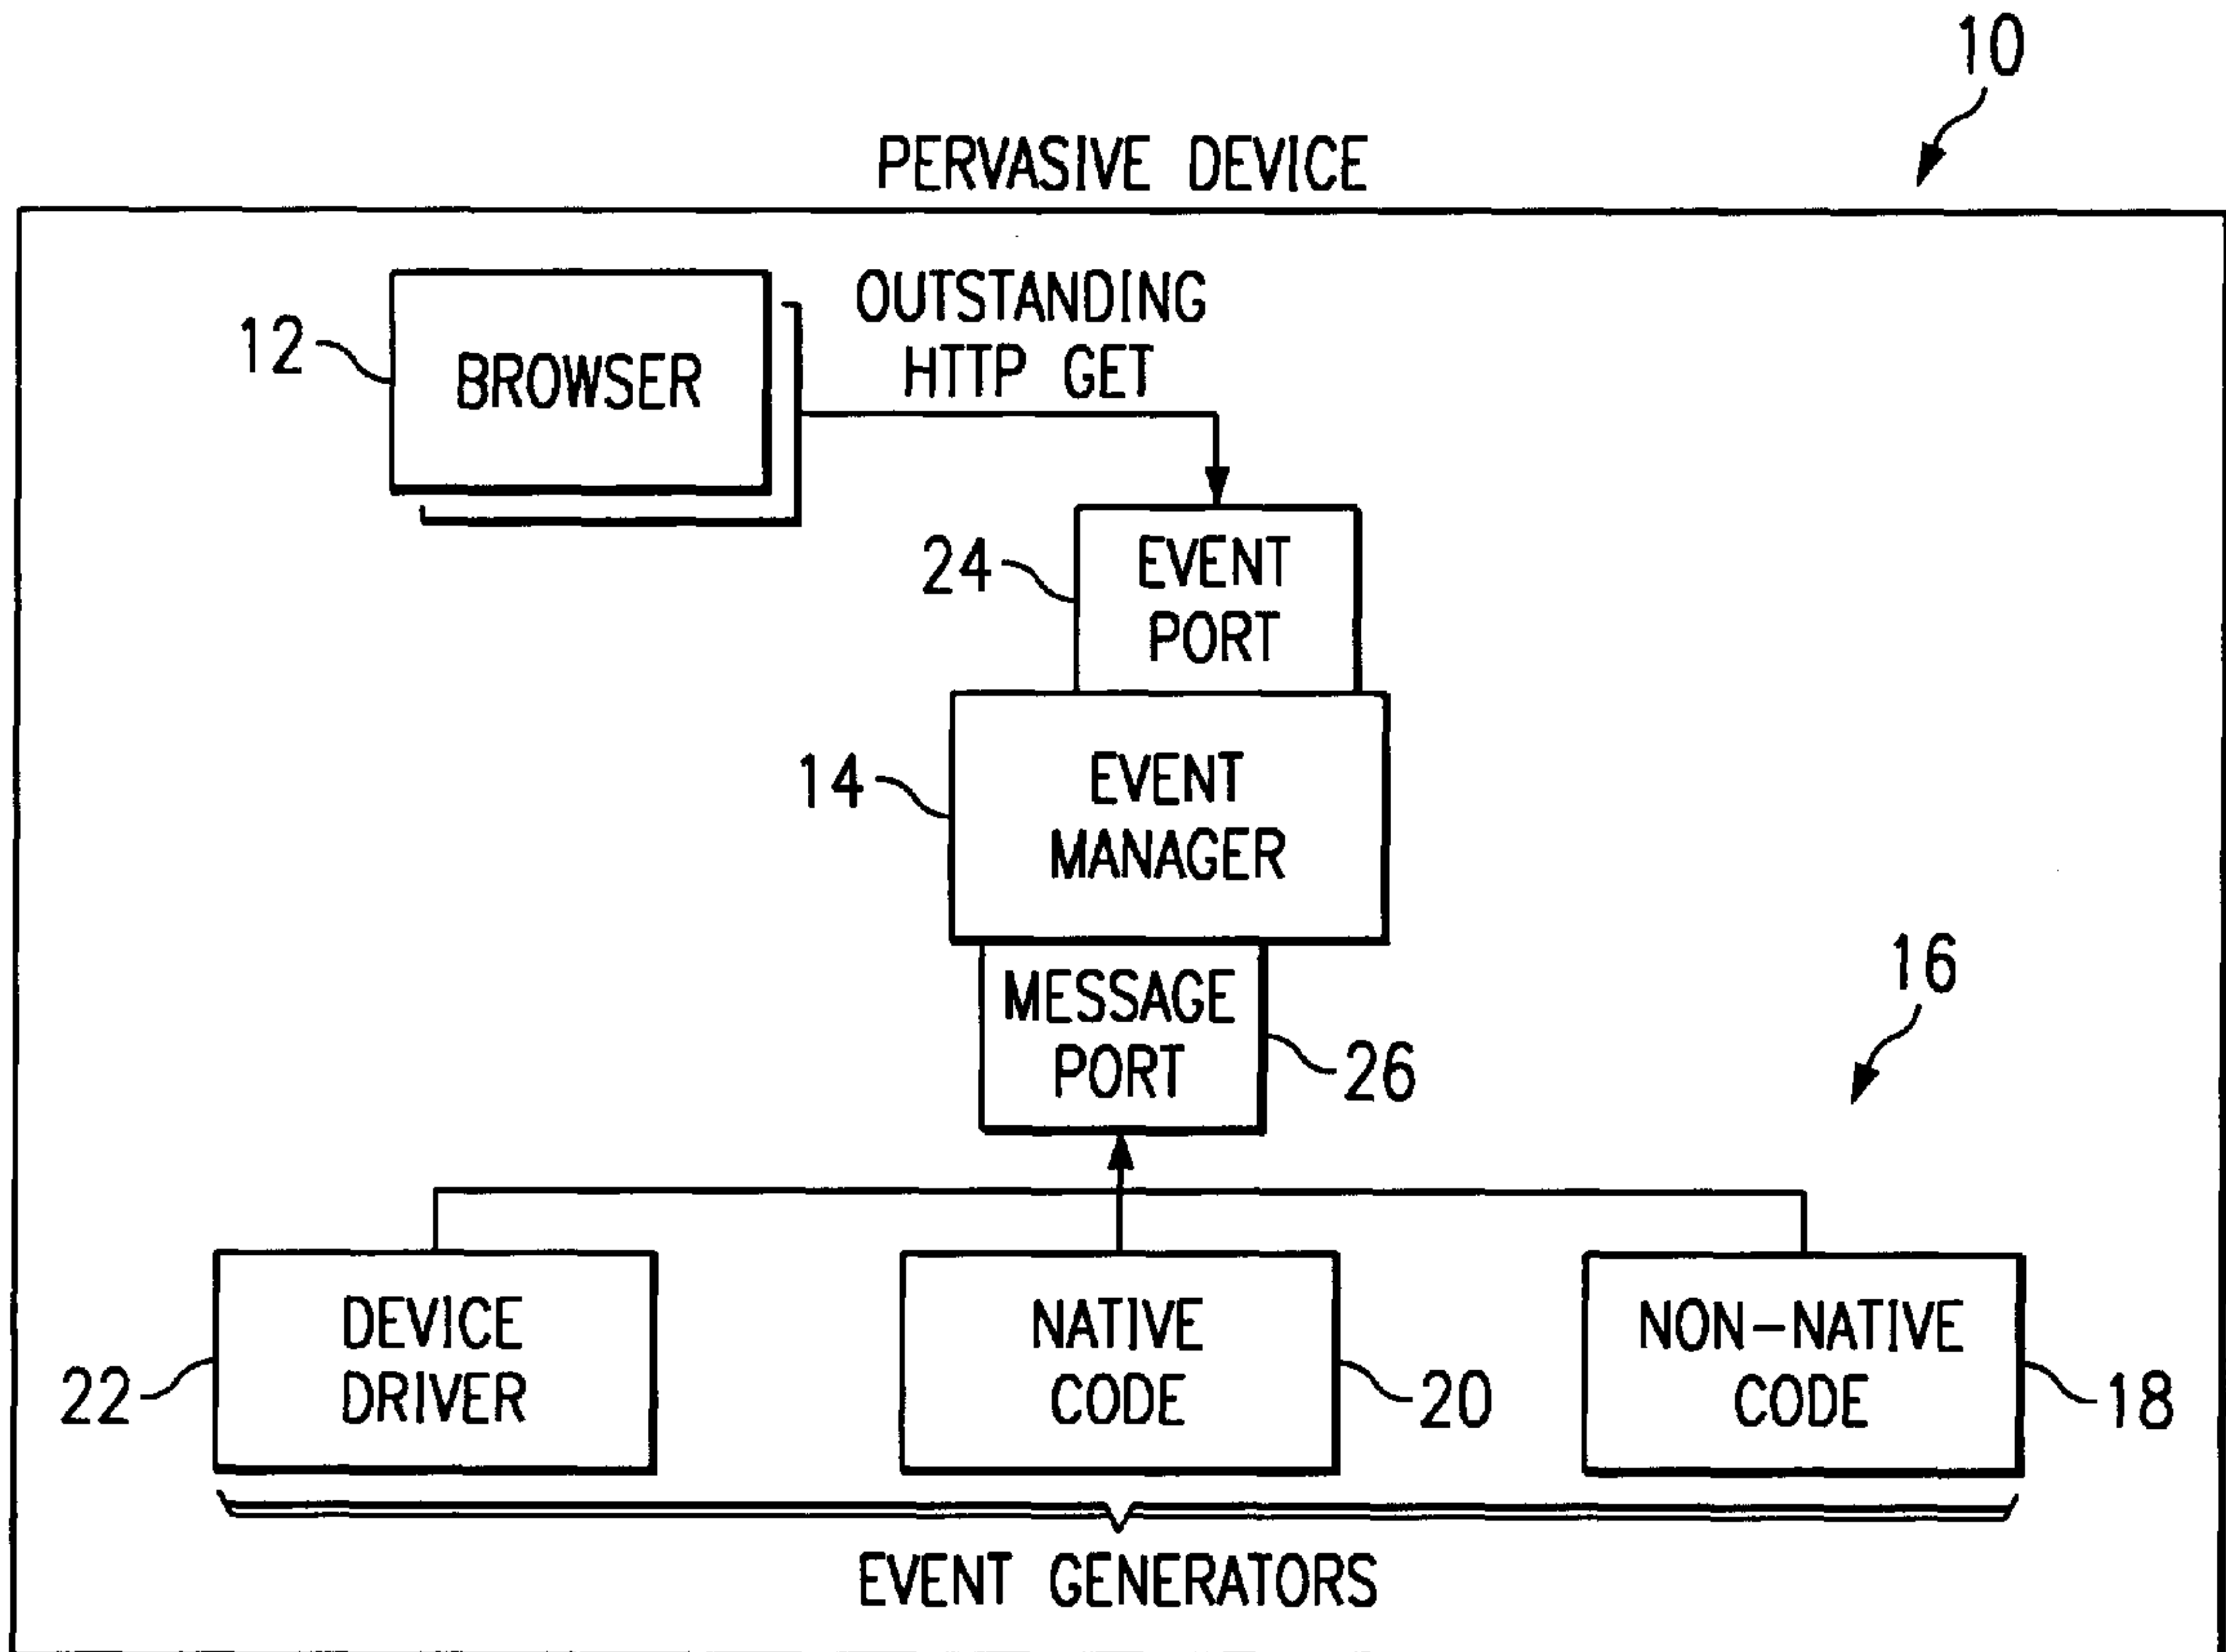 10
PERVASIVE DEVICE
OUTSTANDING
HTTP GET
12
BROWSER
24
EVENT
PORT
14
EVENT
MANAGER
16
MESSAGE
PORT
26
DEVICE
DRIVER
22
NATIVE
CODE
20
NON-NATIVE
CODE
18
EVENT GENERATORS